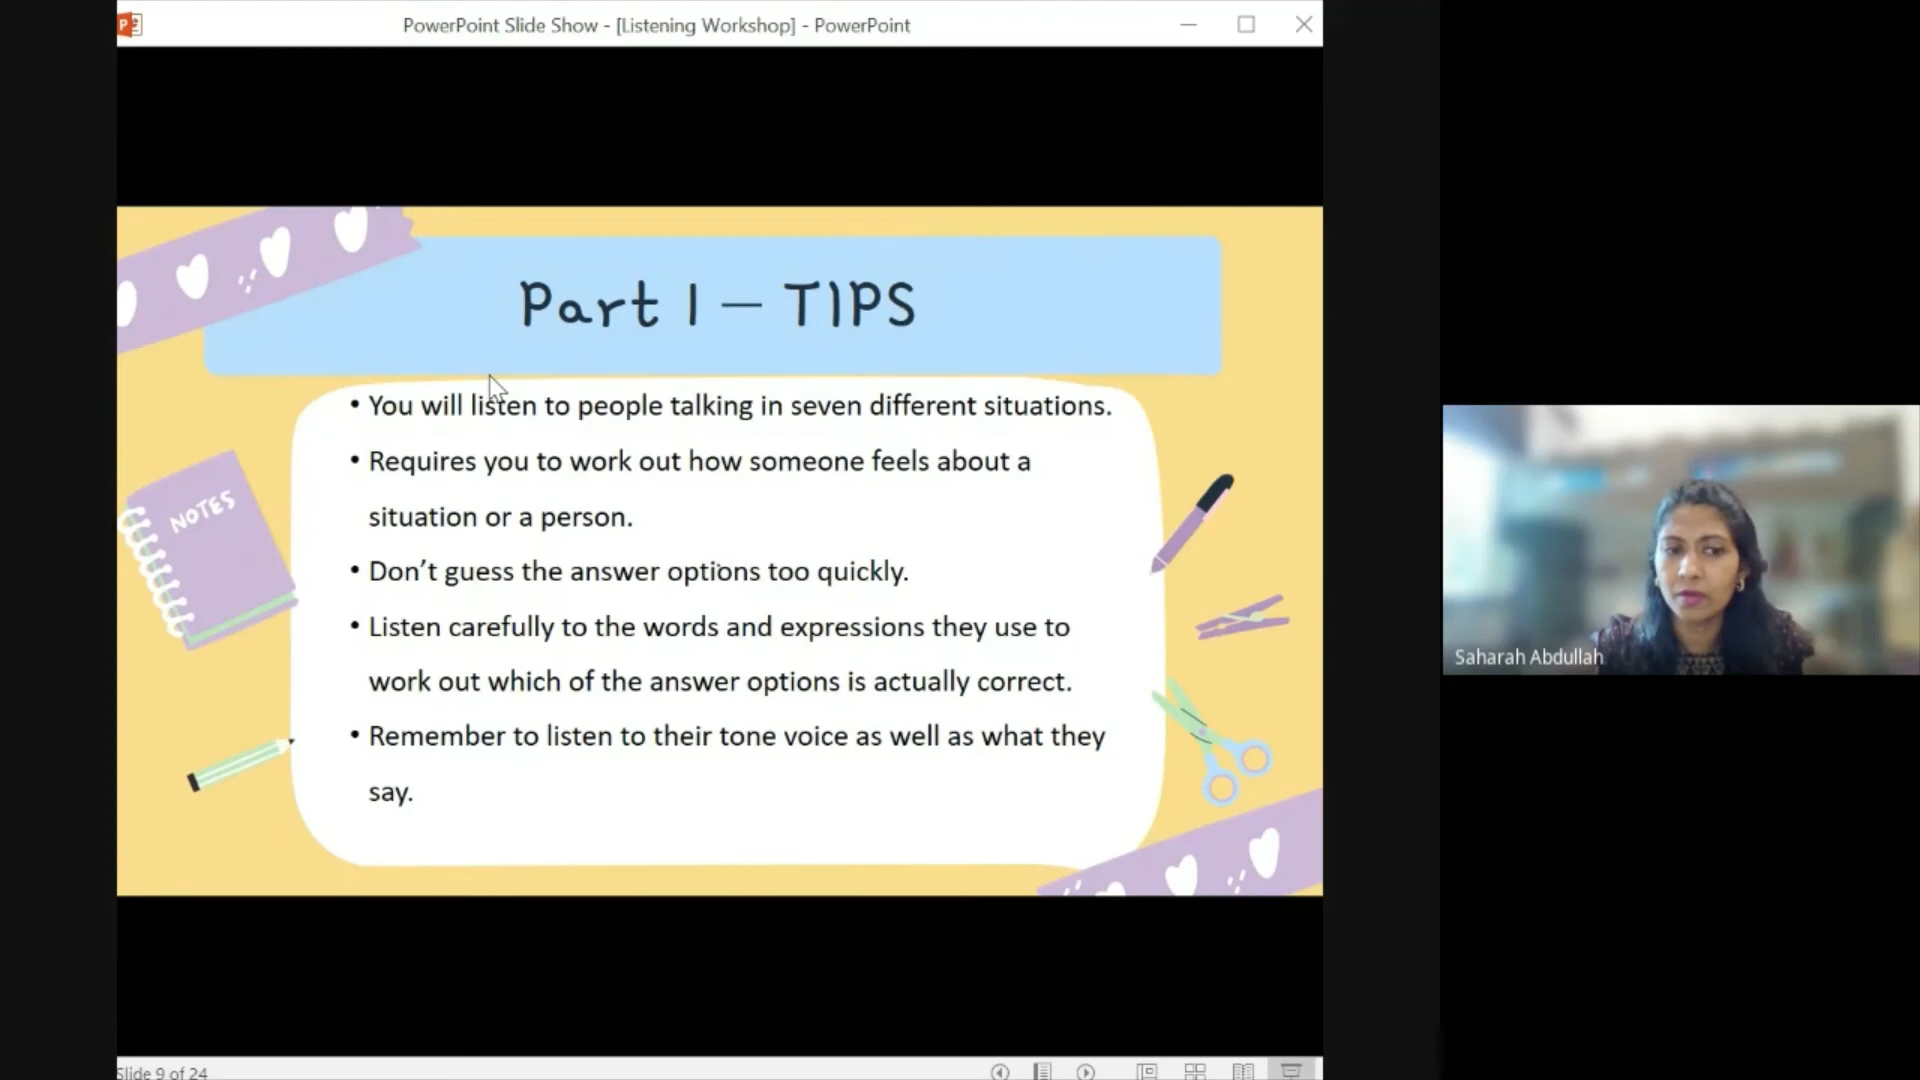 PowerPoint Slide Show - [Listening Workshop] - PowerPoint
Part 1 – TIPS
• You will listen to people talking in seven different situations.
• Requires you to work out how someone feels about a
situation or a person.
• Don't guess the answer options too quickly.
• Listen carefully to the words and expressions they use to
work out which of the answer options is actually correct.
• Remember to listen to their tone voice as well as what they
say.
NOTES
Saharah Abdullah
Slide 9 of 24